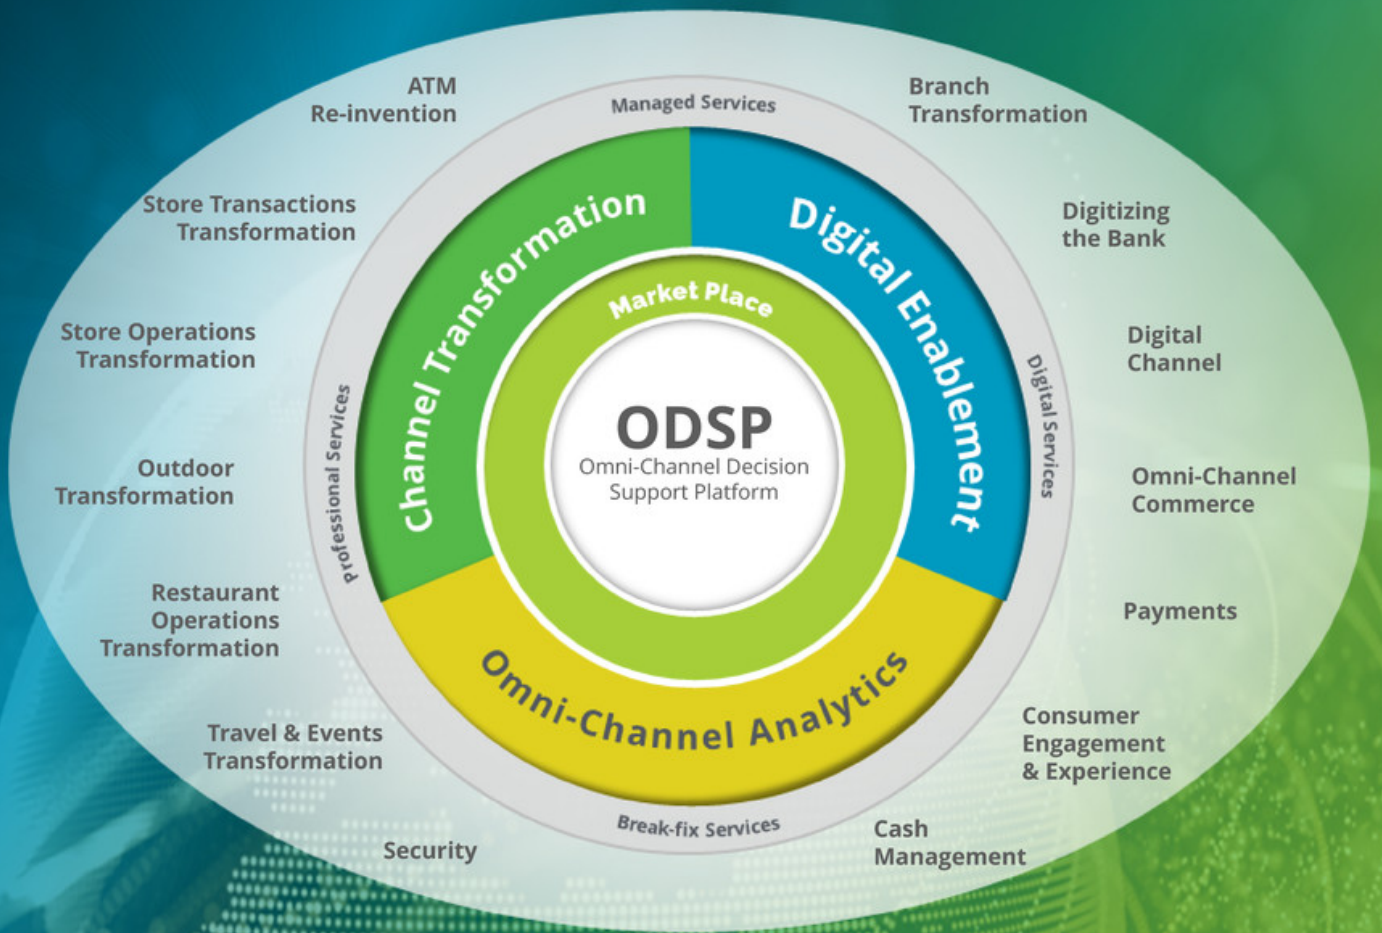 ATM
Re-invention
Store Transactions
Transformation
Store Operations
Transformation
Outdoor
Transformation
Restaurant
Operations
Transformation
Travel & Events
Transformation
Security
Managed Services
Professional Services
Digital Services
Break-fix Services
Channel Transformation
Digital Enablement
Omni-Channel Analytics
Market Place
ODSP
Omni-Channel Decision
Support Platform
Branch
Transformation
Digitizing
the Bank
Digital
Channel
Omni-Channel
Commerce
Payments
Consumer
Engagement
& Experience
Cash
Management